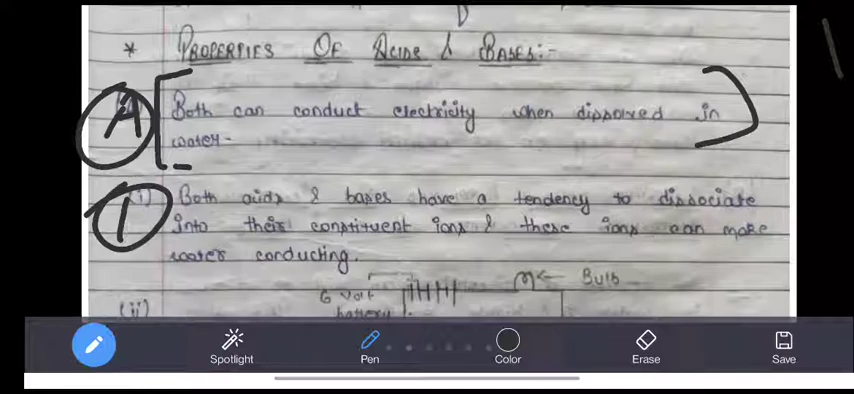 * PROPERTIES OF ACIDS & BASES:-
A Both can conduct electricity when dissolved in
water.
(i) Both acids & bases have a tendency to dissociate
into their constituent ions & these ions can make
water conducting.
6 Volt Bulb
(ii) battery
Spotlight Pen Color Erase Save